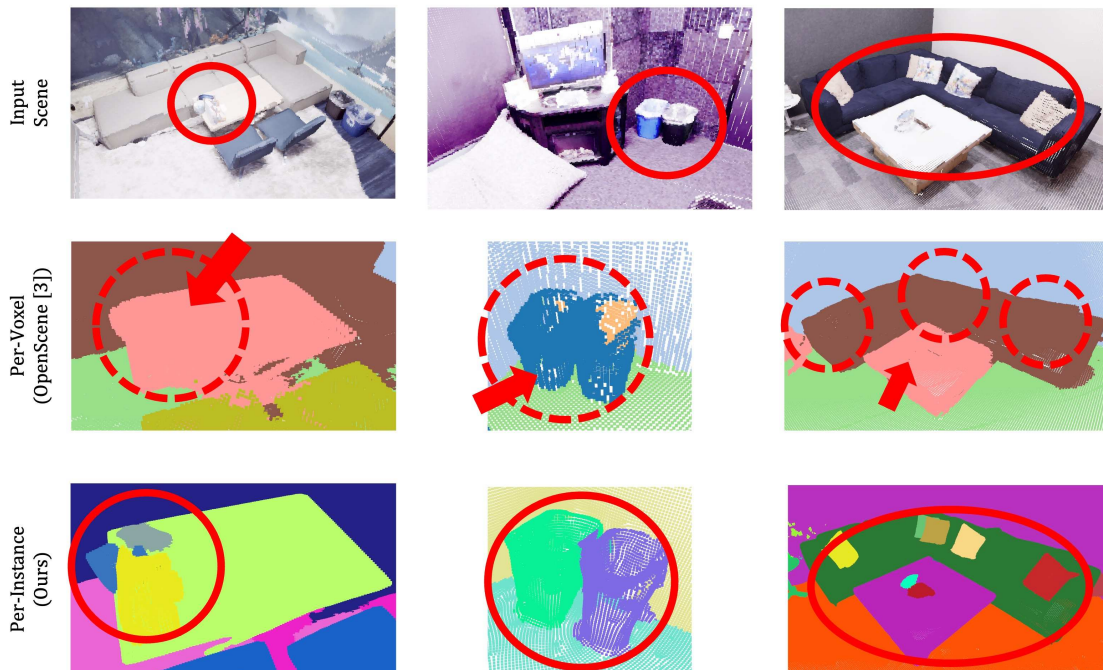 Input
Scene
Per-Voxel
(OpenScene [3])
Per-Instance
(Ours)